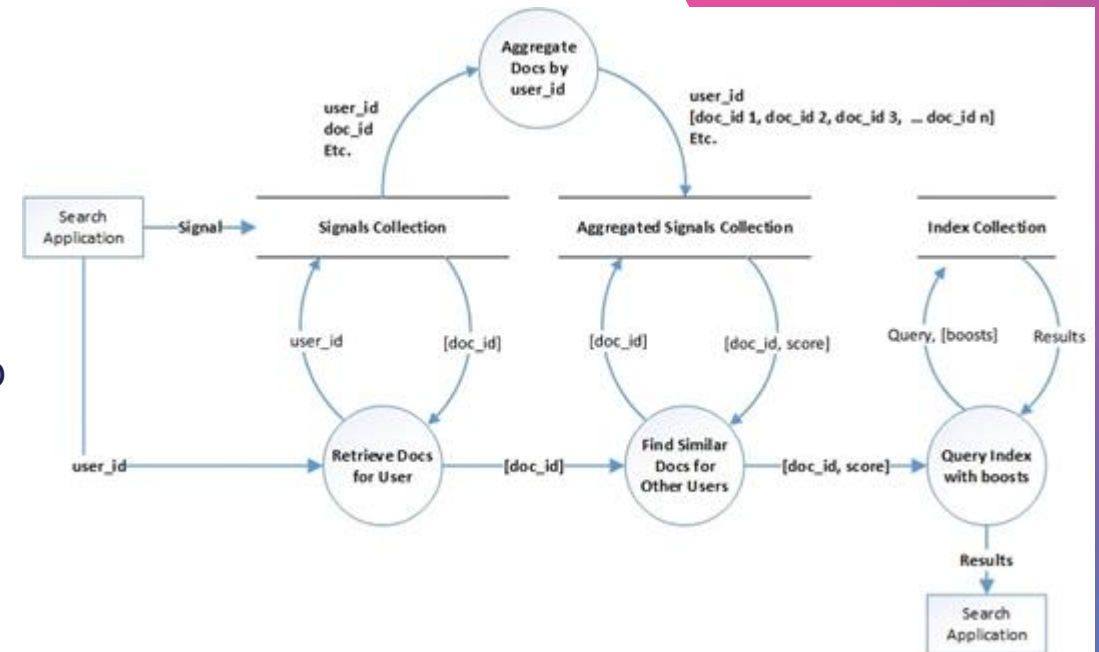 Aggregate
Docs by
user_id
user_id
doc_id
Etc.
user_id
[doc_id 1, doc_id 2, doc_id 3, ... doc_id n]
Etc.
Search
Application
Signal
Signals Collection
Aggregated Signals Collection
Index Collection
user_id
[doc_id]
[doc_id]
[doc_id, score]
Query, [boosts]
Results
user_id
Retrieve Docs
for User
[doc_id]
Find Similar
Docs for
Other Users
[doc_id, score]
Query Index
with boosts
Results
Search
Application